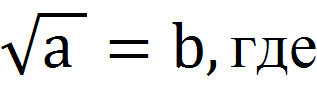 √a = b, где